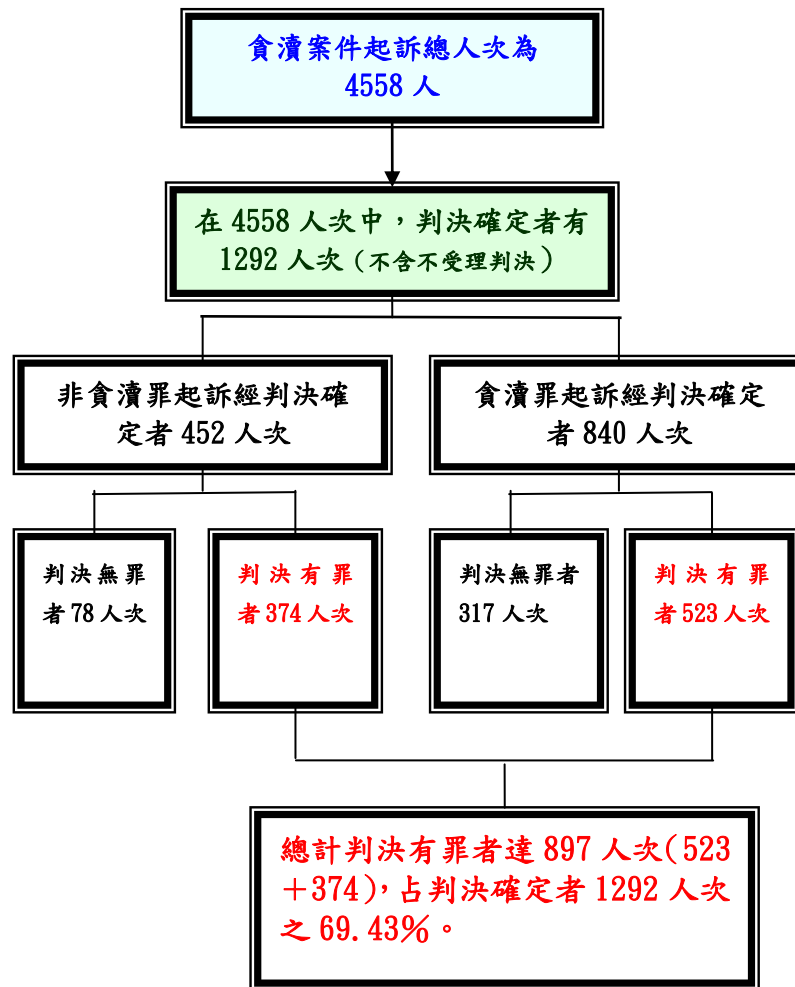 貪瀆案件起訴總人次為
4558 人
在 4558 人次中，判決確定者有
1292 人次（不含不受理判決）
非貪瀆罪起訴經判決確
定者 452 人次
貪瀆罪起訴經判決確定
者 840 人次
判決無罪
者 78 人次
判決有罪
者 374 人次
判決無罪者
317 人次
判決有罪
者 523 人次
總計判決有罪者達 897 人次(523
＋374)，占判決確定者 1292 人次
之 69.43％。